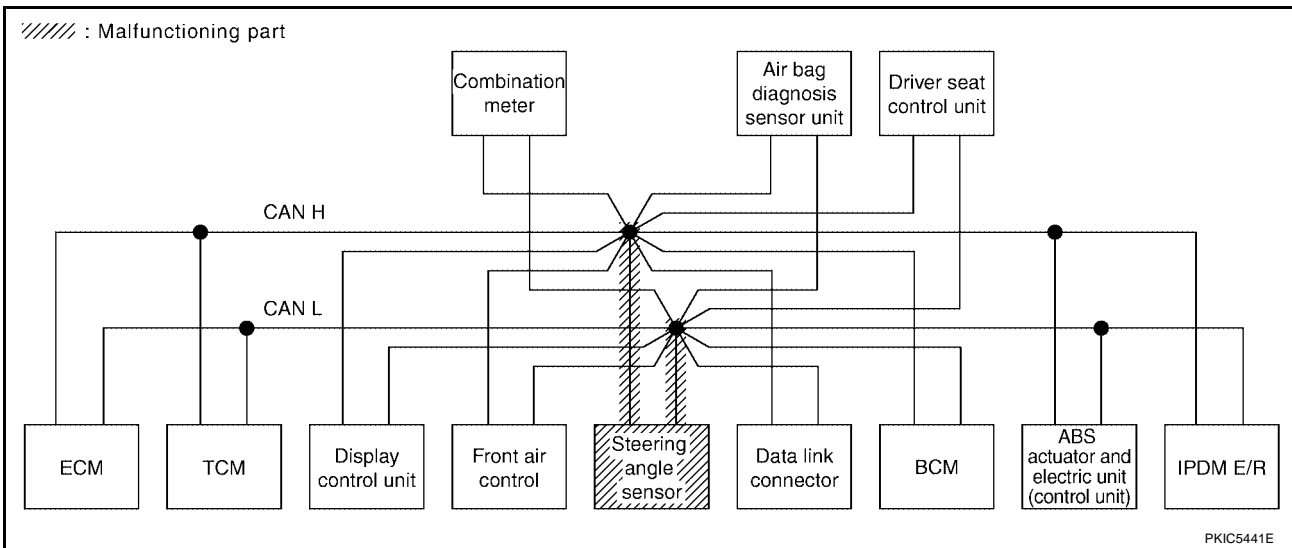 : Malfunctioning part
Combination
meter
Air bag
diagnosis
sensor unit
Driver seat
control unit
CAN H
CAN L
ECM
TCM
Display
control unit
Front air
control
Steering
angle
sensor
Data link
connector
BCM
ABS
actuator and
electric unit
(control unit)
IPDM E/R
PKIC5441E